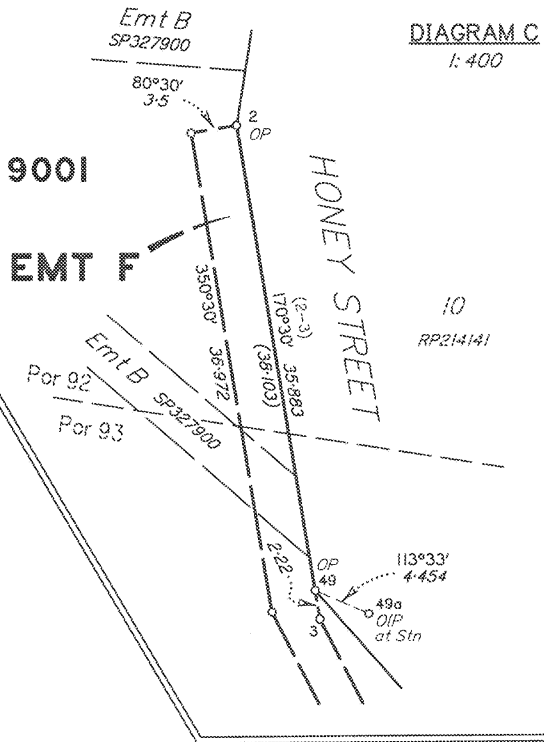 Emt B
SP327900
DIAGRAM C
1: 400
80°30'
3·5
2
OP
9001
EMT F
HONEY STREET
350°30' 36·972
(2-3)
170°30' 35·883
(38·103)
10
RP214141
Emt B SP327900
Por 92
Por 93
2·22
OP
49
113°33'
4·454
49a
OIP
at Stn
3